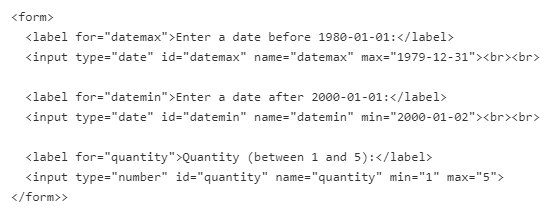 <form>
<label for="datemax">Enter a date before 1980-01-01:</label>
<input type="date" id="datemax" name="datemax" max="1979-12-31"><br><br>
<label for="datemin">Enter a date after 2000-01-01:</label>
<input type="date" id="datemin" name="datemin" min="2000-01-02"><br><br>
<label for="quantity">Quantity (between 1 and 5):</label>
<input type="number" id="quantity" name="quantity" min="1" max="5">
</form>>